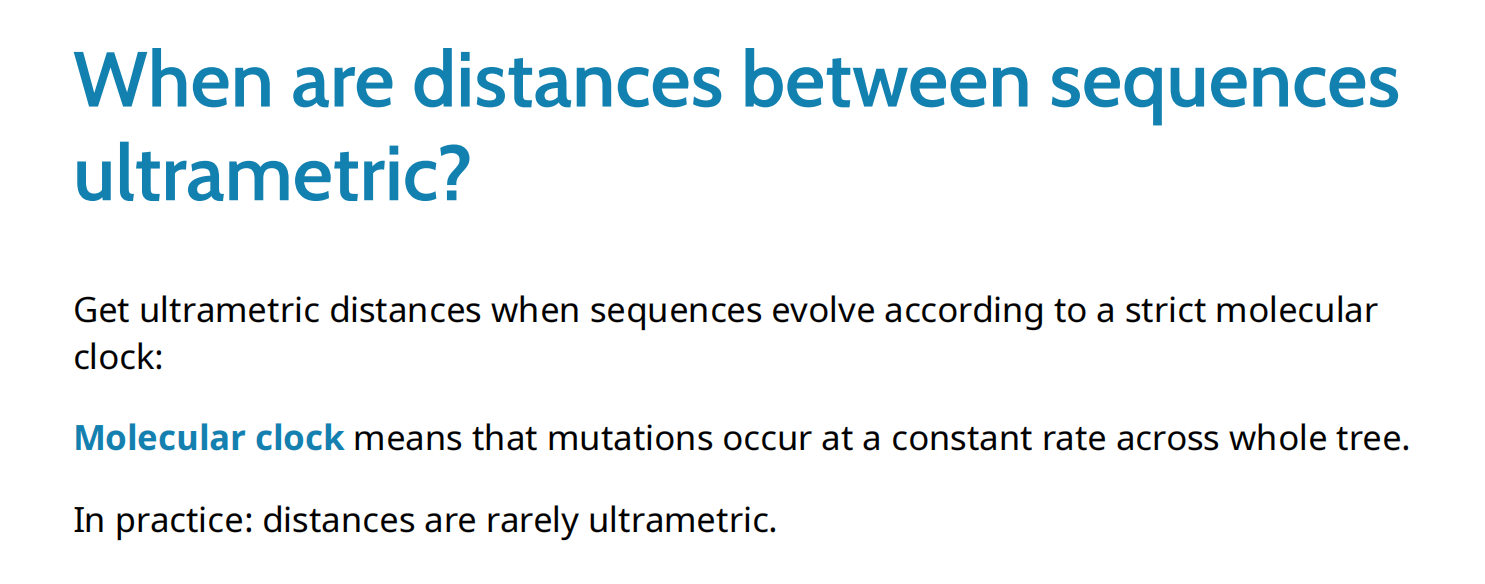 When are distances between sequences
ultrametric?
Get ultrametric distances when sequences evolve according to a strict molecular
clock:
Molecular clock means that mutations occur at a constant rate across whole tree.
In practice: distances are rarely ultrametric.